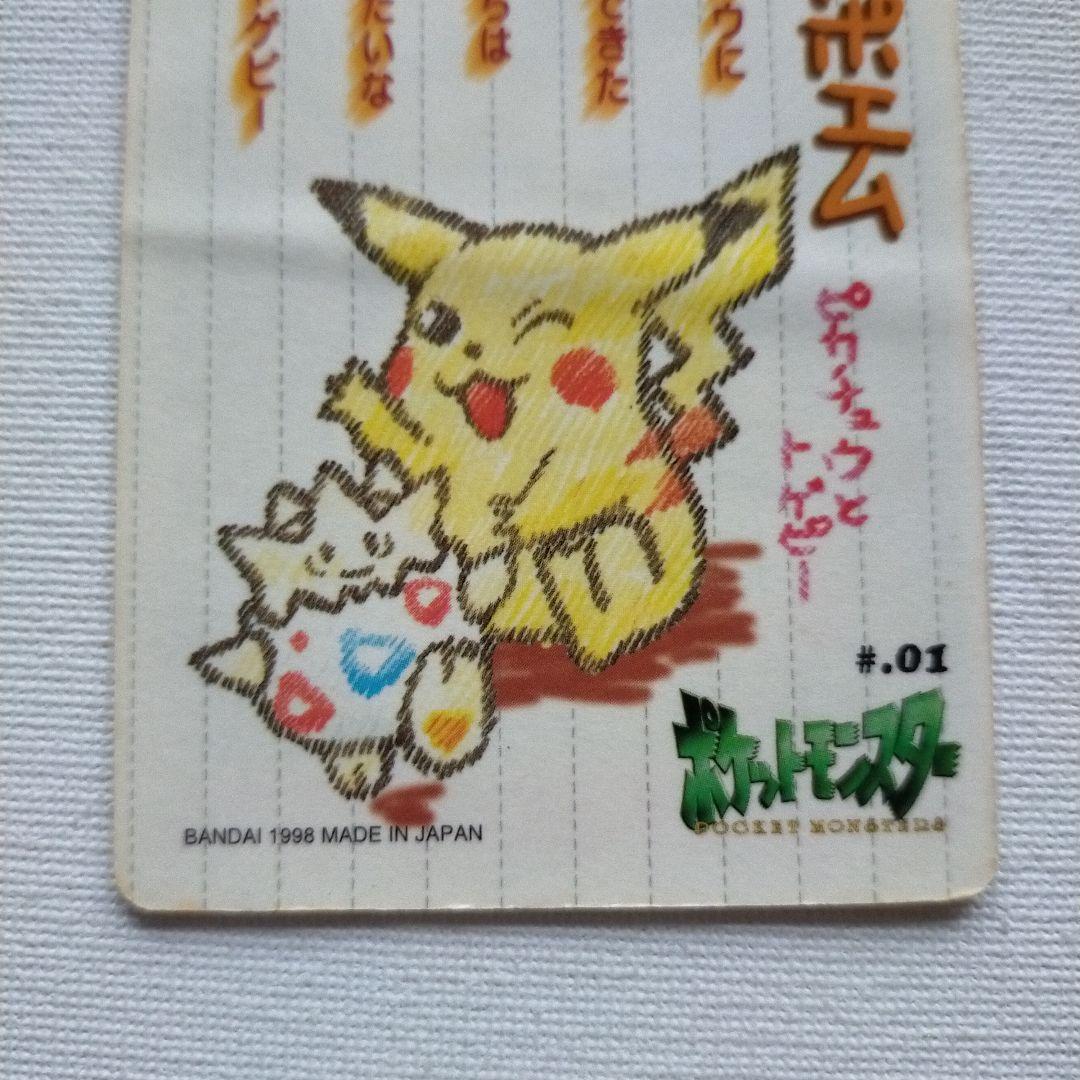 ポエム
ピカチュウと
トゲピー
ウに
できた
らは
たいな
トゲピー
#.01
ポケットモンスター
POCKET MONSTERS
BANDAI 1998 MADE IN JAPAN